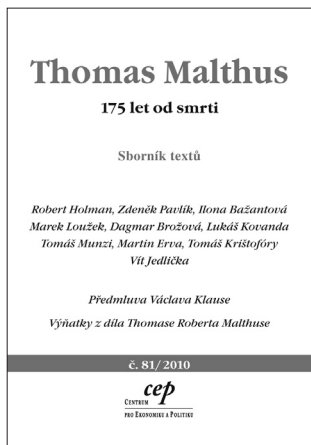 Thomas Malthus
175 let od smrti
Sborník textů
Robert Holman, Zdeněk Pavlík, Ilona Bažantová
Marek Loužek, Dagmar Brožová, Lukáš Kovanda
Tomáš Munzi, Martin Erva, Tomáš Krištofóry
Vít Jedlička
Předmluva Václava Klause
Výňatky z díla Thomase Roberta Malthuse
č. 81/2010
cep
CENTRUM
PRO EKONOMIKU A POLITIKU